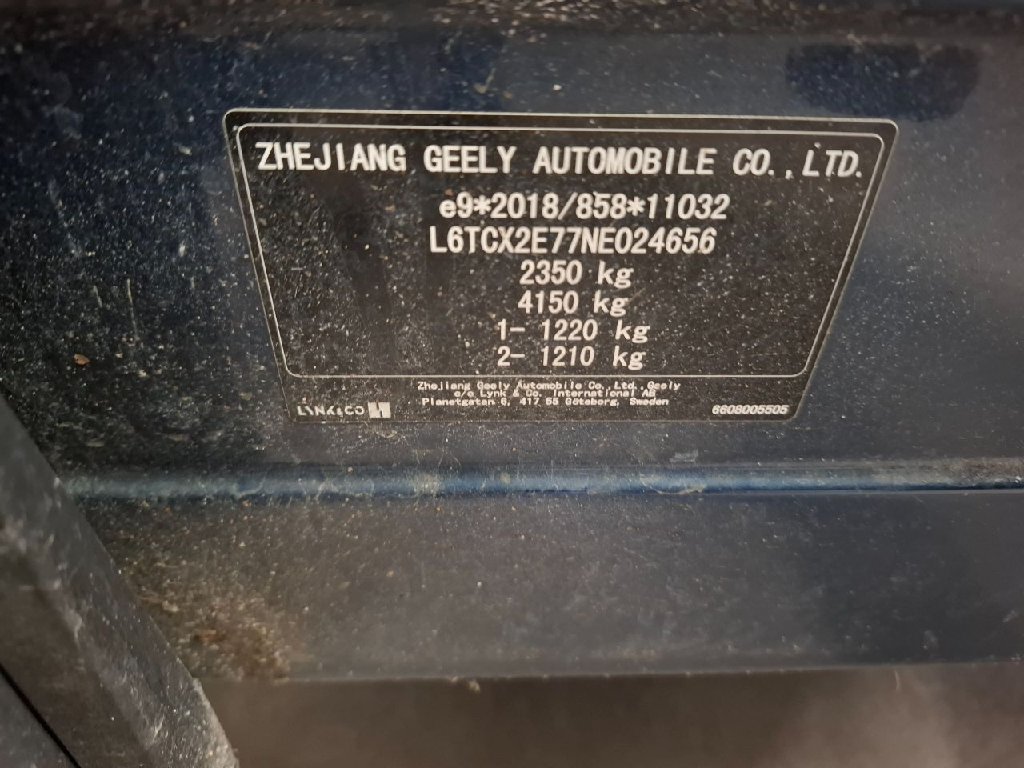 ZHEJIANG GEELY AUTOMOBILE CO.,LTD.
e9*2018/858*11032
L6TCX2E77NE024656
2350 kg
4150 kg
1- 1220 kg
2- 1210 kg
Zhejiang Geely Automobile Co., Ltd. Geely
c/o Lynk & Co. International AB
Planetgatan 6, 417 55 Göteborg, Sweden
LYNK&CO
6608005505